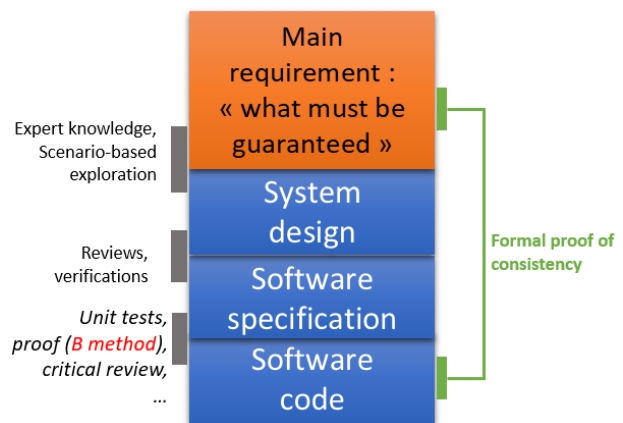 Main
requirement :
« what must be
guaranteed »
Expert knowledge,
Scenario-based
exploration
System
design
Formal proof of
consistency
Reviews,
verifications
Software
specification
Unit tests,
proof (B method),
critical review,
...
Software
code